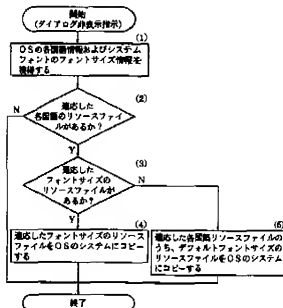 開始
(ダイアログ非表示指示)
(1)
OSの各国語情報およびシステム
フォントのフォントサイズ情報を
獲得する
(2)
N
適応した
各国語のリソースファイ
ルがあるか?
Y
(3)
適応した
フォントサイズの
リソースファイルが
あるか?
N
Y
(4)
適応したフォントサイズのリソース
ファイルをOSのシステムにコピー
する
(5)
適応した各国語リソースファイルの
うち、デフォルトフォントサイズの
リソースファイルをOSのシステム
にコピーする
終了